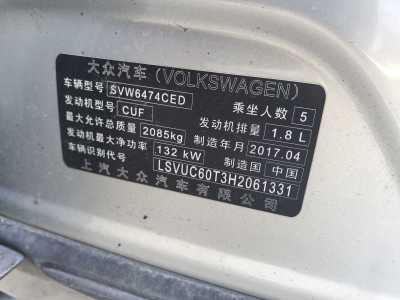 大众汽车(VOLKSWAGEN)
车辆型号 SVW6474CED 乘坐人数 5
发动机型号 CUF 发动机排量 1.8 L
最大允许总质量 2085kg 制造年月 2017.04
发动机最大净功率 132 kW 制造国 中国
车辆识别代号 LSVUC60T3H2061331
上汽大众汽车有限公司